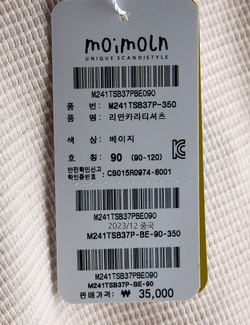 moimoln
UNIQUE SCANDISTYLE
M241TSB37PBE090
품 번: M241TSB37P-350
품 명: 리안카라티셔츠
색 상: 베이지
호 칭: 90 (90-120)
안전확인신고
확인증번호: CB015R0974-8001
M241TSB37PBE090
2023/12 중국
M241TSB37P-BE-90-350
M241TSB37PBE090
M241TSB37P-BE-90
판매가격: ₩ 35,000